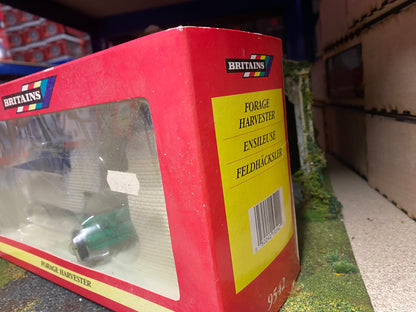 BRITAINS
BRITAINS
FORAGE
HARVESTER
ENSILEUSE
FELDHÄCKSLER
FORAGE HARVESTER
9542